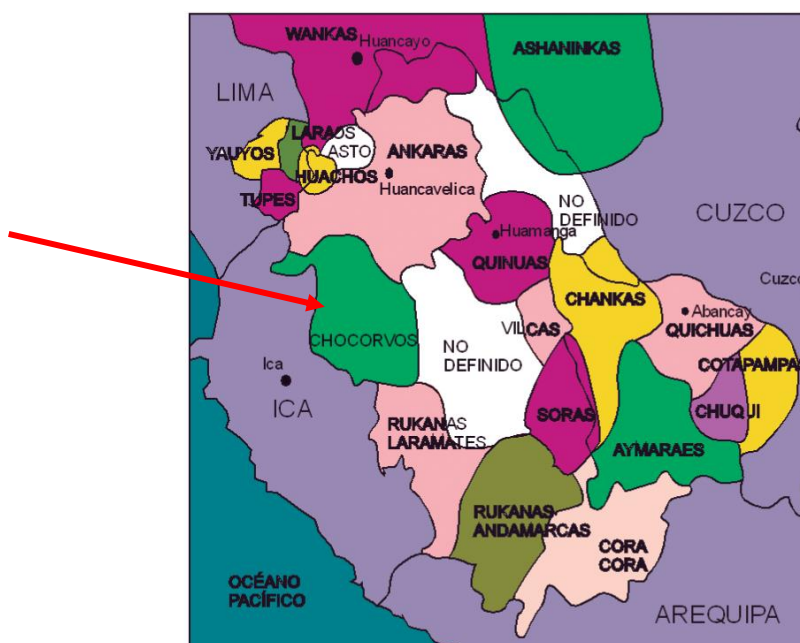 WANKAS
Huancayo
ASHANINKAS
LIMA
LARAOS
YAUYOS
ASTO
ANKARAS
HUACHOS
Huancavelica
TUPES
NO
DEFINIDO
CUZCO
Huamanga
QUINUAS
Cuzco
CHANKAS
Abancay
VILCAS
QUICHUAS
CHOCORVOS
NO
DEFINIDO
COTAPAMPAS
Ica
ICA
CHUQUI
SORAS
RUKANAS
LARAMATES
AYMARAES
RUKANAS
ANDAMARCAS
CORA
CORA
OCÉANO
PACÍFICO
AREQUIPA